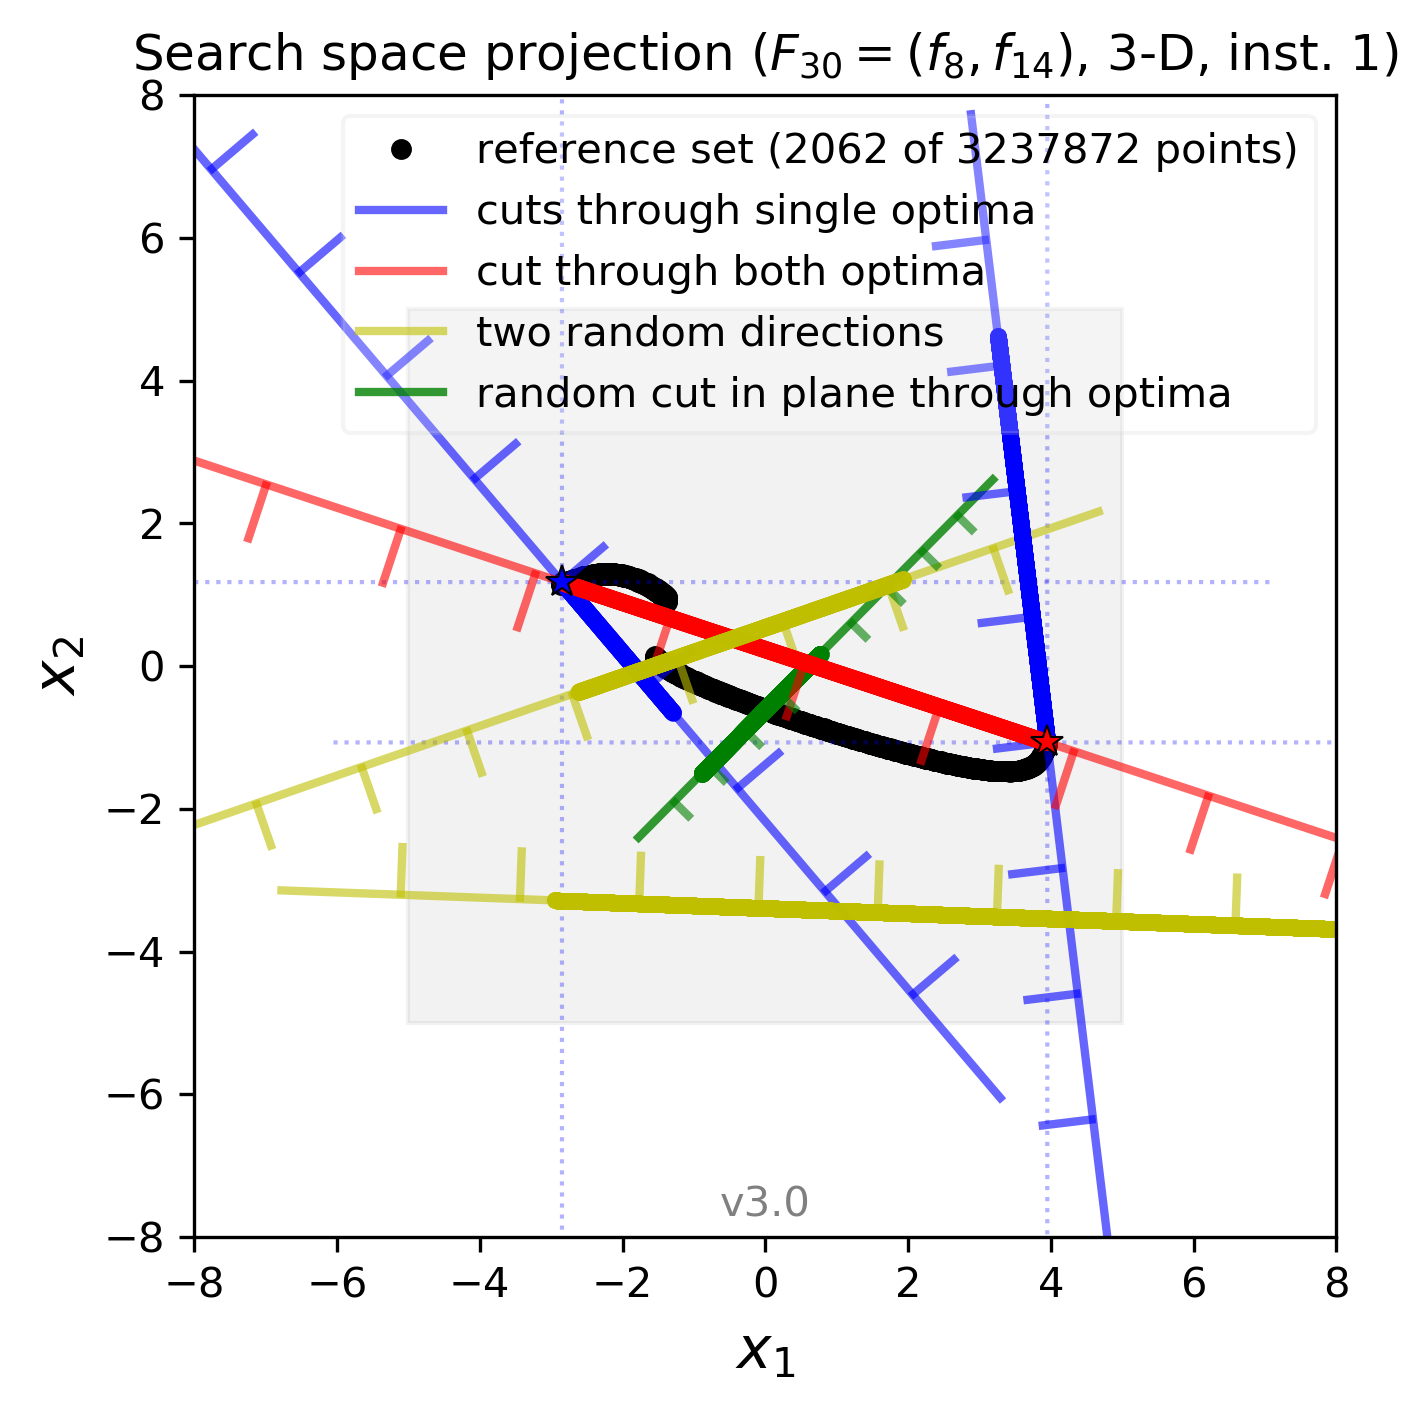 Search space projection (F30 = (f8, f14), 3-D, inst. 1)
reference set (2062 of 3237872 points)
cuts through single optima
cut through both optima
two random directions
random cut in plane through optima
8
6
4
2
0
−2
−4
−6
−8
x2
v3.0
−8 −6 −4 −2 0 2 4 6 8
x1